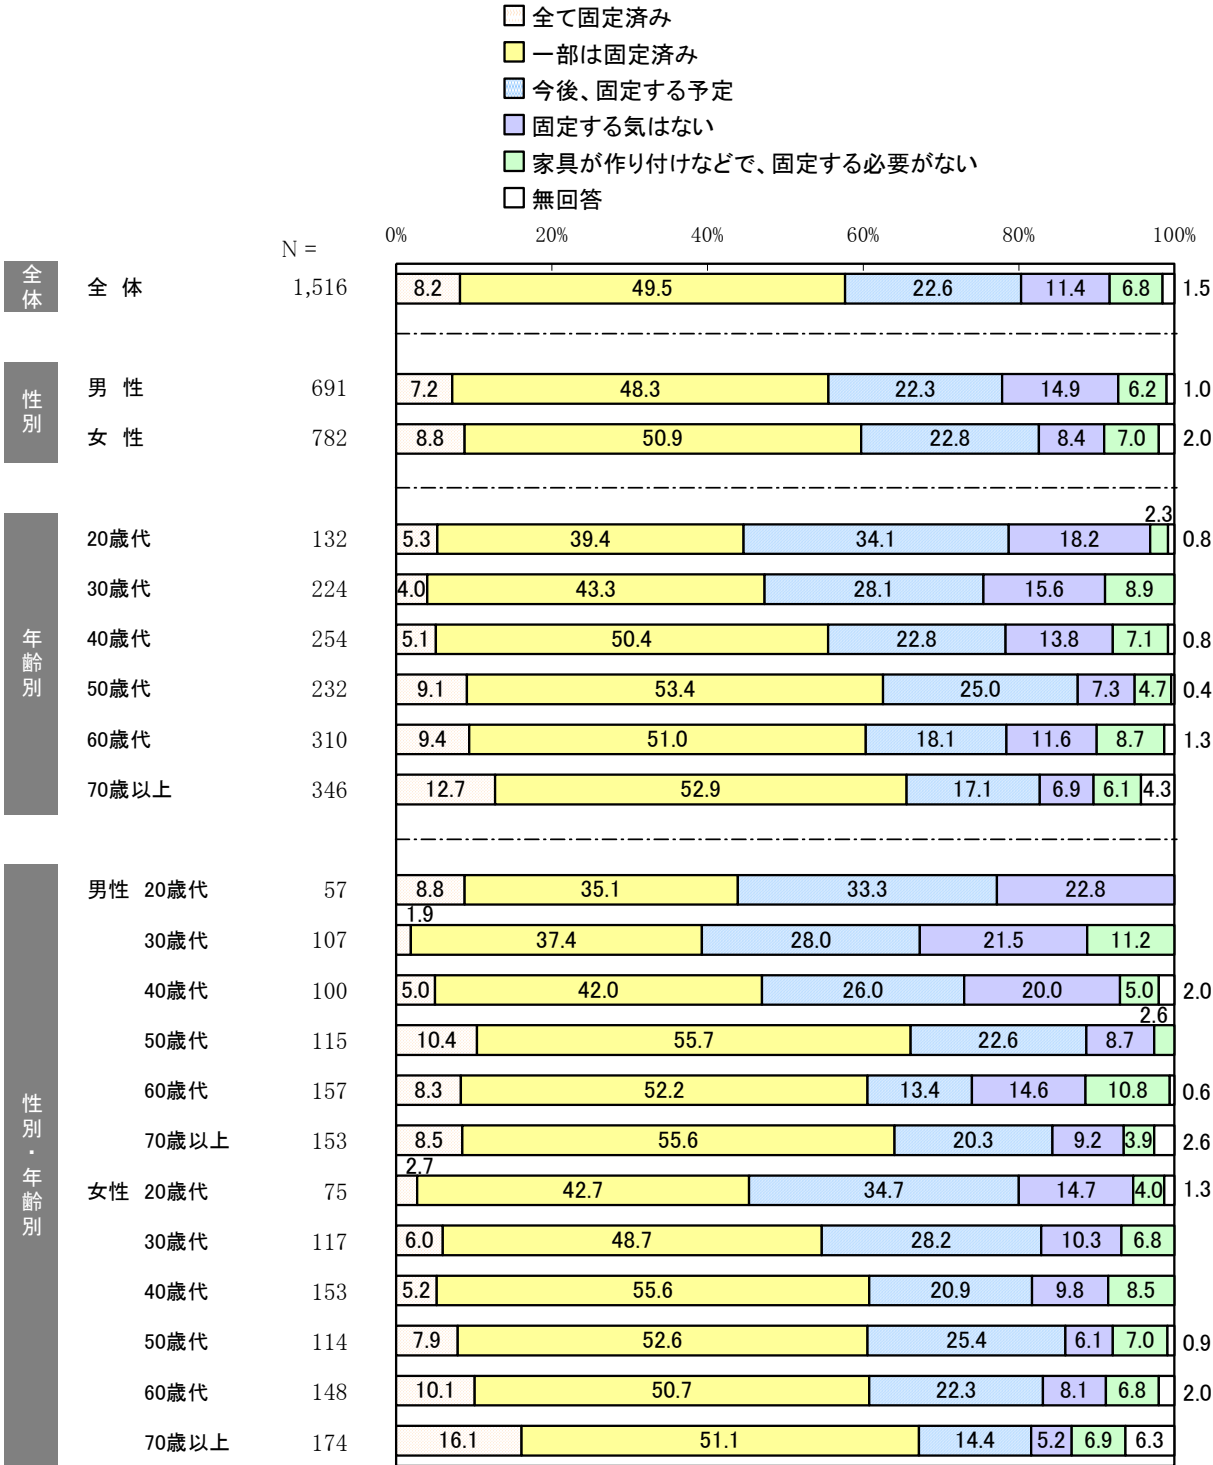 全て固定済み
一部は固定済み
今後、固定する予定
固定する気はない
家具が作り付けなどで、固定する必要がない
無回答
N = 0% 20% 40% 60% 80% 100%
全体 全 体 1,516 8.2 49.5 22.6 11.4 6.8 1.5
性別
男 性 691 7.2 48.3 22.3 14.9 6.2 1.0
女 性 782 8.8 50.9 22.8 8.4 7.0 2.0
年齢別
20歳代 132 5.3 39.4 34.1 18.2 2.3 0.8
30歳代 224 4.0 43.3 28.1 15.6 8.9
40歳代 254 5.1 50.4 22.8 13.8 7.1 0.8
50歳代 232 9.1 53.4 25.0 7.3 4.7 0.4
60歳代 310 9.4 51.0 18.1 11.6 8.7 1.3
70歳以上 346 12.7 52.9 17.1 6.9 6.1 4.3
性別・年齢別
男性 20歳代 57 8.8 35.1 33.3 22.8
30歳代 107 1.9 37.4 28.0 21.5 11.2
40歳代 100 5.0 42.0 26.0 20.0 5.0 2.0
50歳代 115 10.4 55.7 22.6 8.7 2.6
60歳代 157 8.3 52.2 13.4 14.6 10.8 0.6
70歳以上 153 8.5 55.6 20.3 9.2 3.9 2.6
女性 20歳代 75 2.7 42.7 34.7 14.7 4.0 1.3
30歳代 117 6.0 48.7 28.2 10.3 6.8
40歳代 153 5.2 55.6 20.9 9.8 8.5
50歳代 114 7.9 52.6 25.4 6.1 7.0 0.9
60歳代 148 10.1 50.7 22.3 8.1 6.8 2.0
70歳以上 174 16.1 51.1 14.4 5.2 6.9 6.3